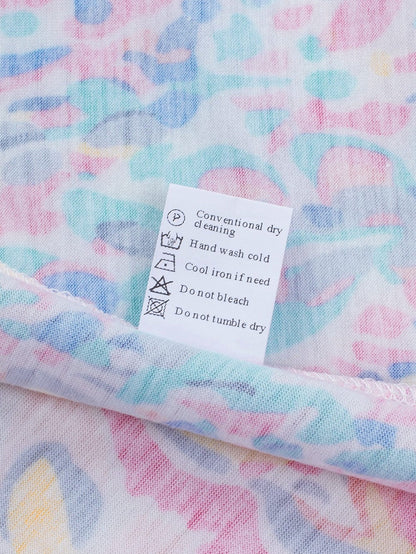 P Conventional dry
cleaning
Hand wash cold
Cool iron if need
Do not bleach
Do not tumble dry